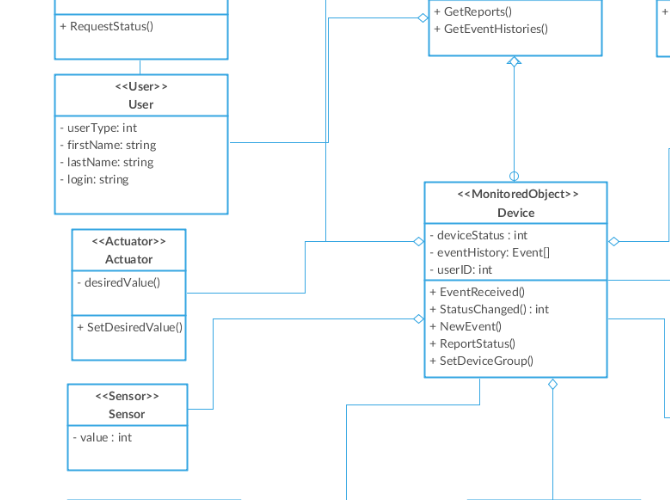 + RequestStatus()
<<User>>
User
- userType: int
- firstName: string
- lastName: string
- login: string
<<Actuator>>
Actuator
- desiredValue()
+ SetDesiredValue()
<<Sensor>>
Sensor
- value : int
+ GetReports()
+ GetEventHistories()
<<MonitoredObject>>
Device
- deviceStatus : int
- eventHistory: Event[]
- userID: int
+ EventReceived()
+ StatusChanged() : int
+ NewEvent()
+ ReportStatus()
+ SetDeviceGroup()
+